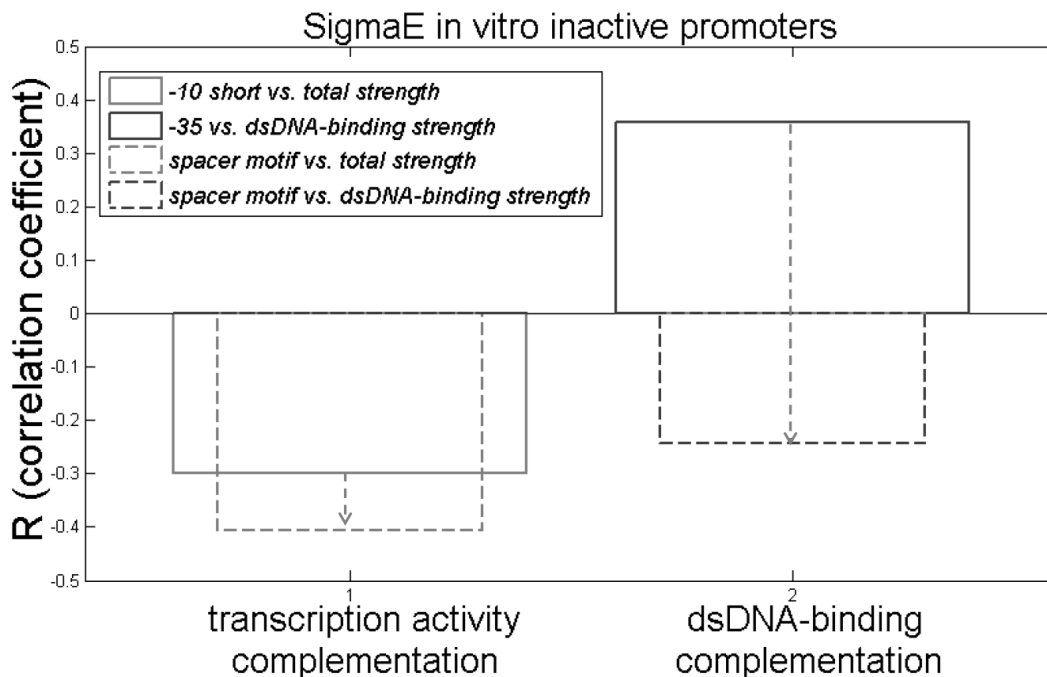 SigmaE in vitro inactive promoters
R (correlation coefficient)
0.5
0.4
0.3
0.2
0.1
0
-0.1
-0.2
-0.3
-0.4
-0.5
-10 short vs. total strength
-35 vs. dsDNA-binding strength
spacer motif vs. total strength
spacer motif vs. dsDNA-binding strength
1
2
transcription activity
complementation
dsDNA-binding
complementation